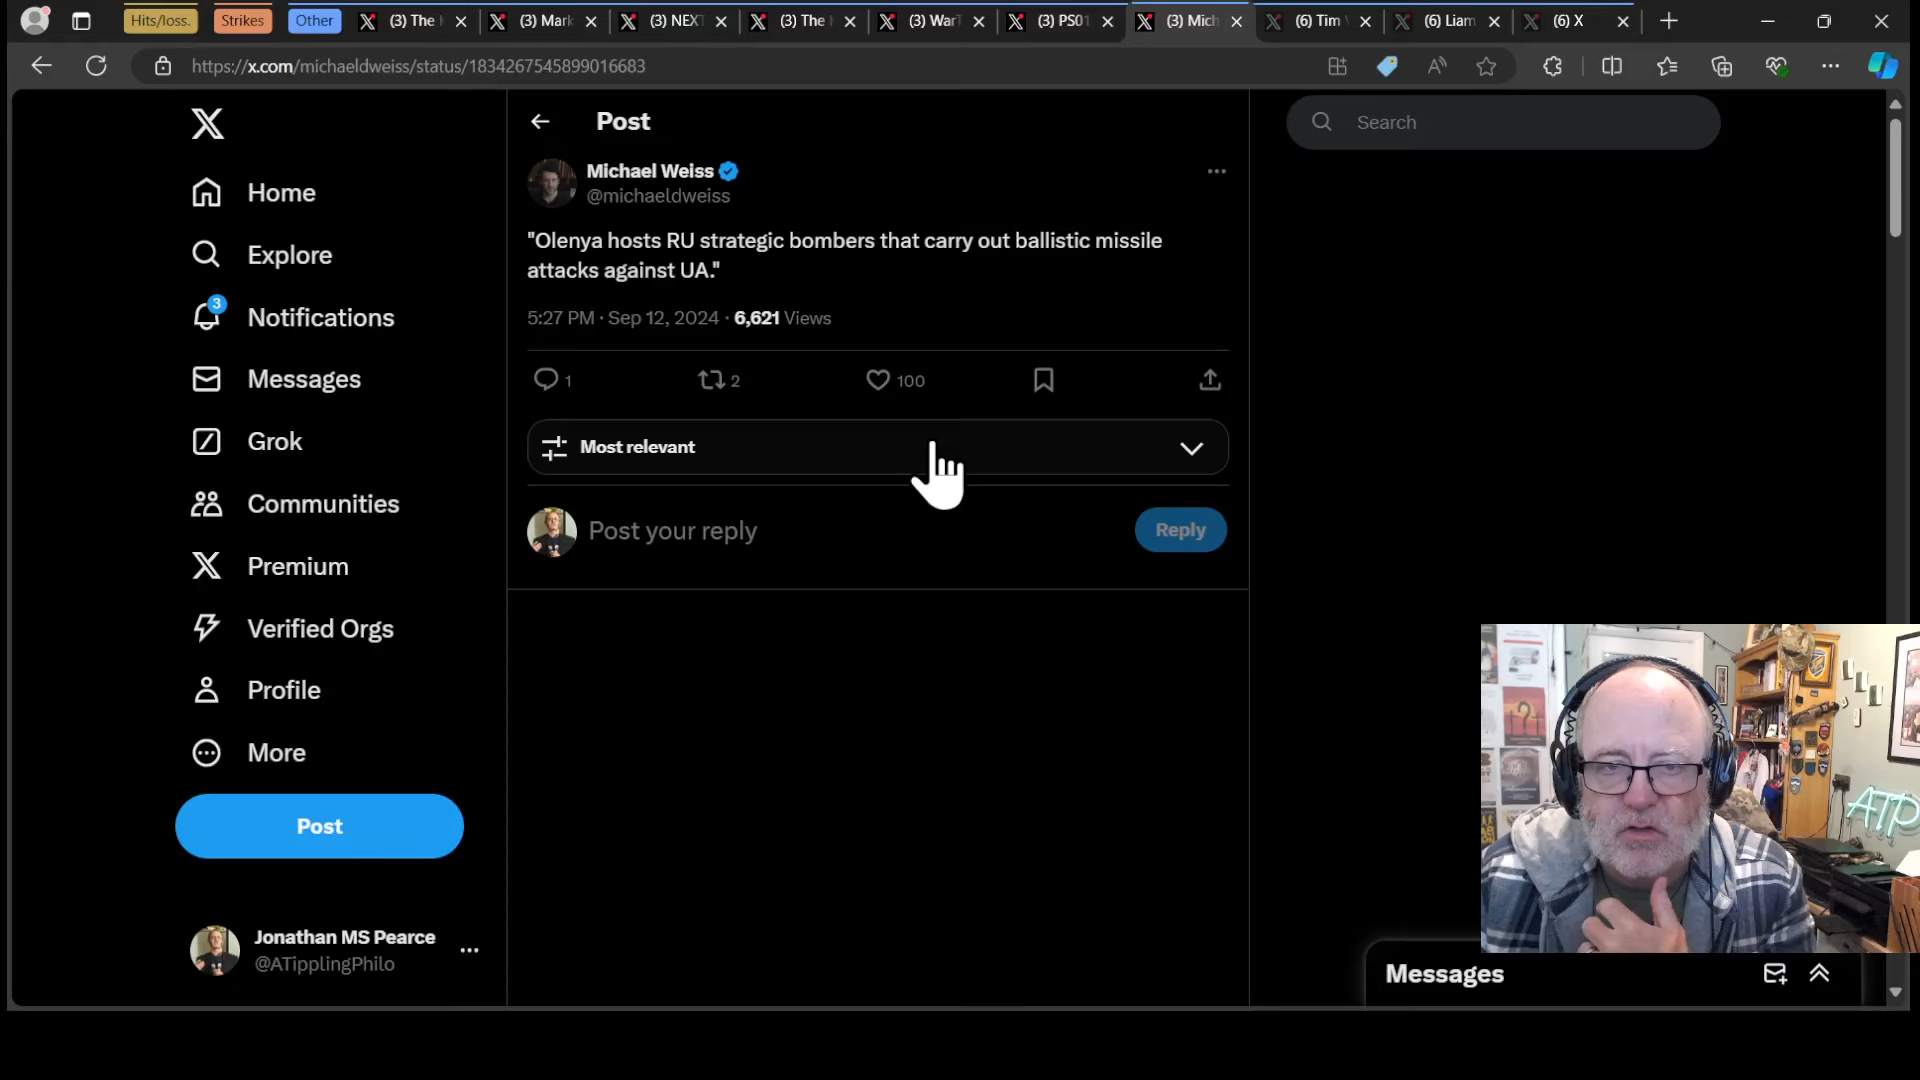 Hits/loss.
Strikes
Other
(3) The
(3) Mark
(3) NEXT
(3) The
(3) War
(3) PS01
(3) Mich
(6) Tim
(6) Liam
(6) X
https://x.com/michaeldweiss/status/1834267545899016683
Post
Search
Michael Weiss
@michaeldweiss
Home
"Olenya hosts RU strategic bombers that carry out ballistic missile
attacks against UA."
Explore
3
Notifications
5:27 PM · Sep 12, 2024 · 6,621 Views
Messages
1
2
100
Grok
Most relevant
Communities
Post your reply
Reply
Premium
Verified Orgs
Profile
More
Post
ATP
Jonathan MS Pearce
@ATipplingPhilo
Messages